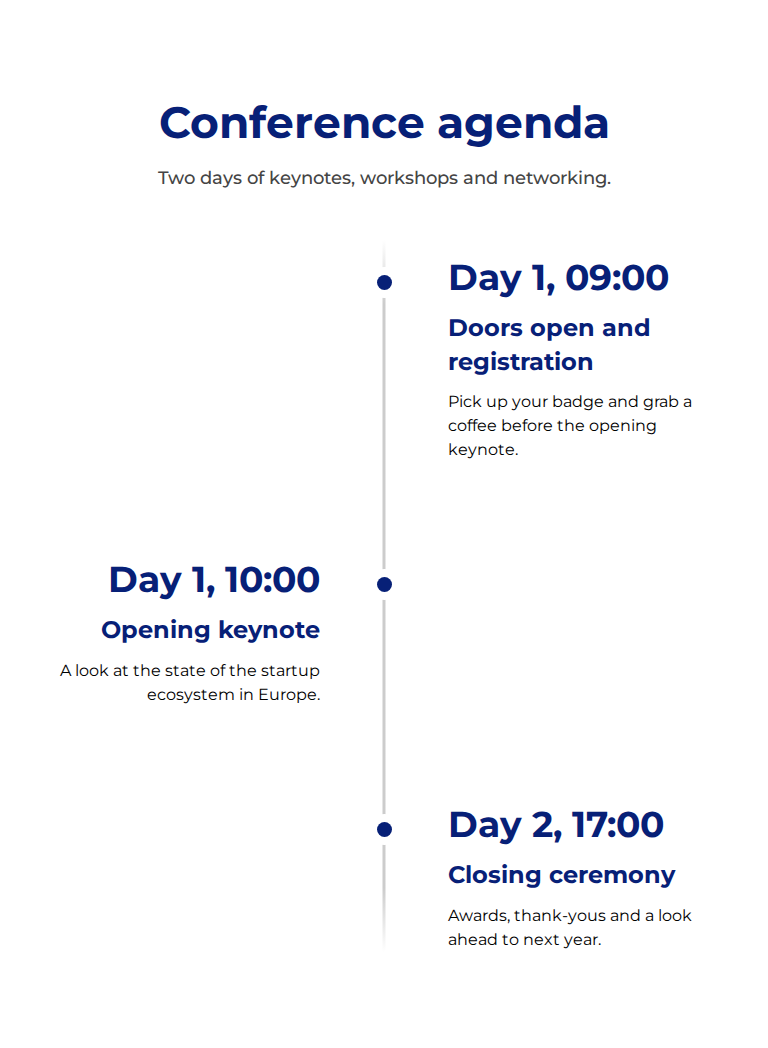 Conference agenda
Two days of keynotes, workshops and networking.
Day 1, 09:00
Doors open and
registration
Pick up your badge and grab a
coffee before the opening
keynote.
Day 1, 10:00
Opening keynote
A look at the state of the startup
ecosystem in Europe.
Day 2, 17:00
Closing ceremony
Awards, thank-yous and a look
ahead to next year.